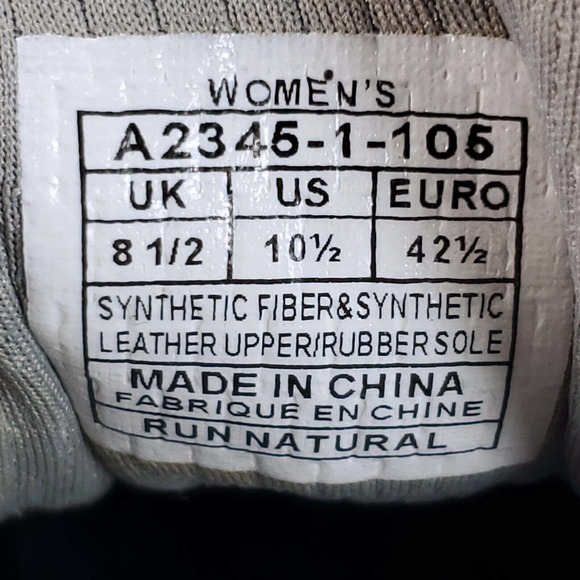 WOMEN'S
A2345-1-105
UK US EURO
8 1/2 10½ 42½
SYNTHETIC FIBER&SYNTHETIC
LEATHER UPPER/RUBBER SOLE
MADE IN CHINA
FABRIQUE EN CHINE
RUN NATURAL